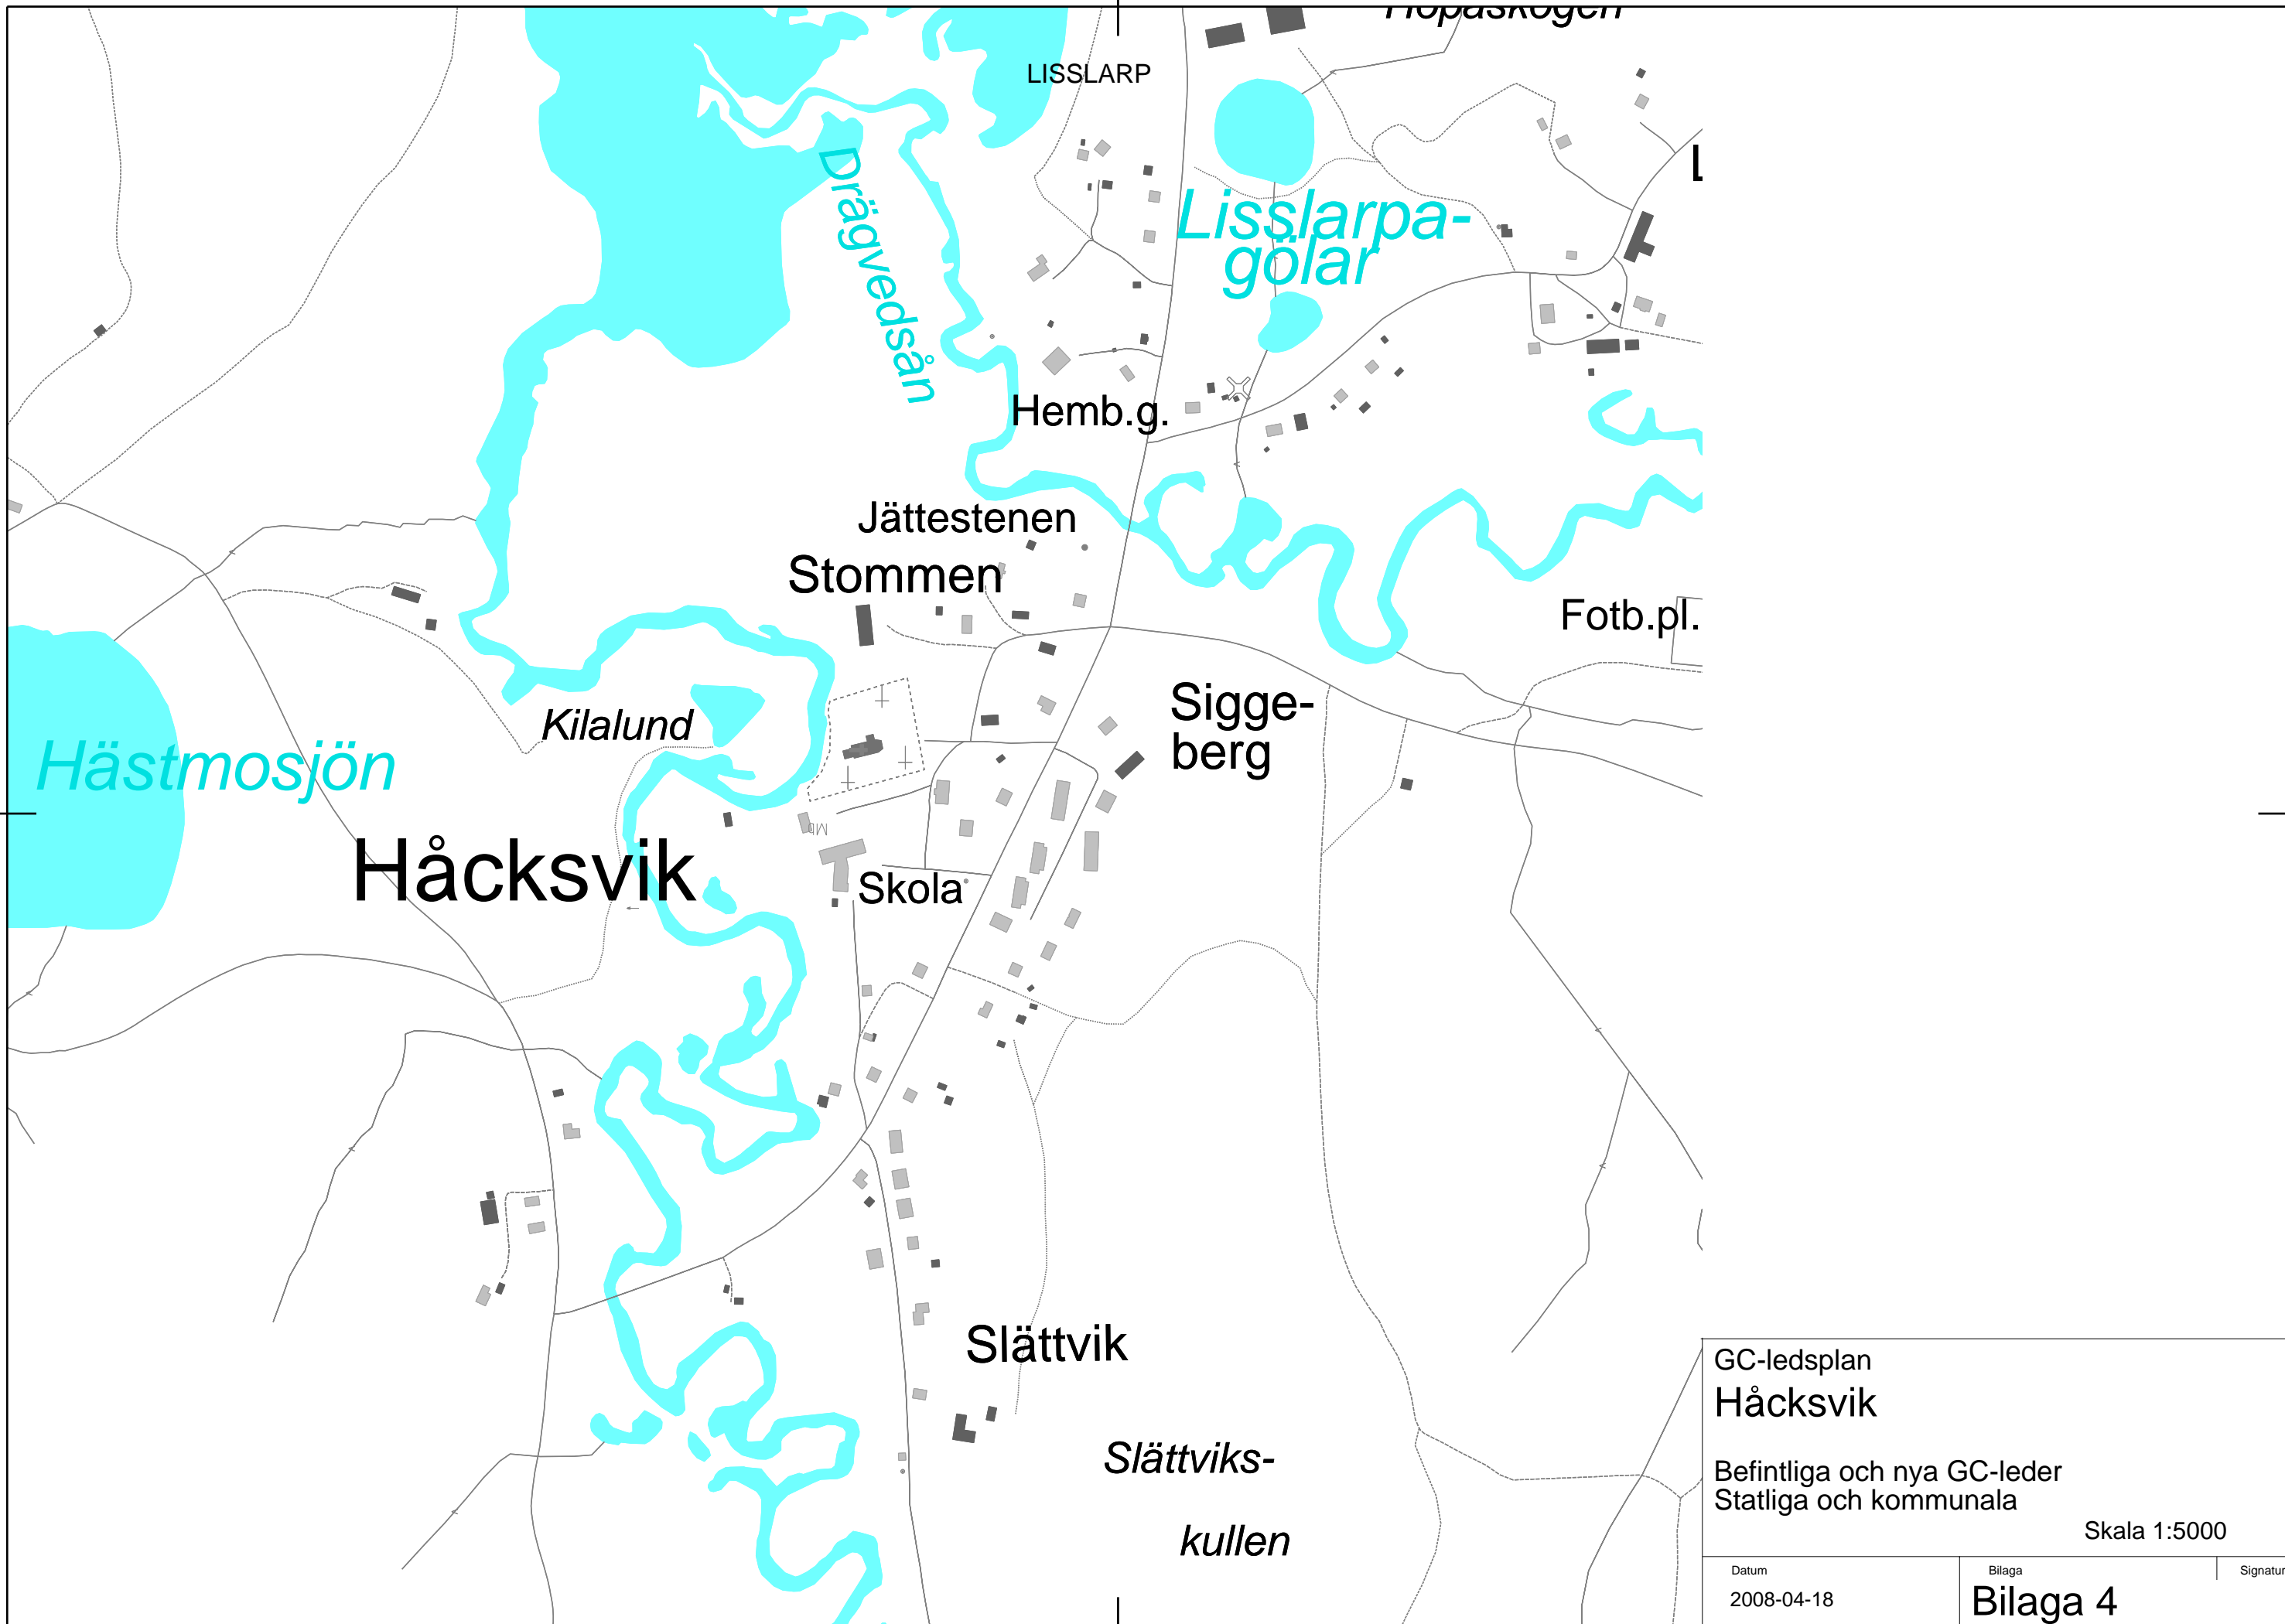 LISSLARP
Drägvedsån
Lisslarpa-
gölar
Hemb.g.
Jättestenen
Stommen
Fotb.pl.
Kilalund
Sigge-
berg
Hästmosjön
Håcksvik
Skola
Slättvik
Slättviks-
kullen
GC-ledsplan
Håcksvik
Befintliga och nya GC-leder
Statliga och kommunala
Skala 1:5000
Datum
Bilaga
Signatur
2008-04-18
Bilaga 4